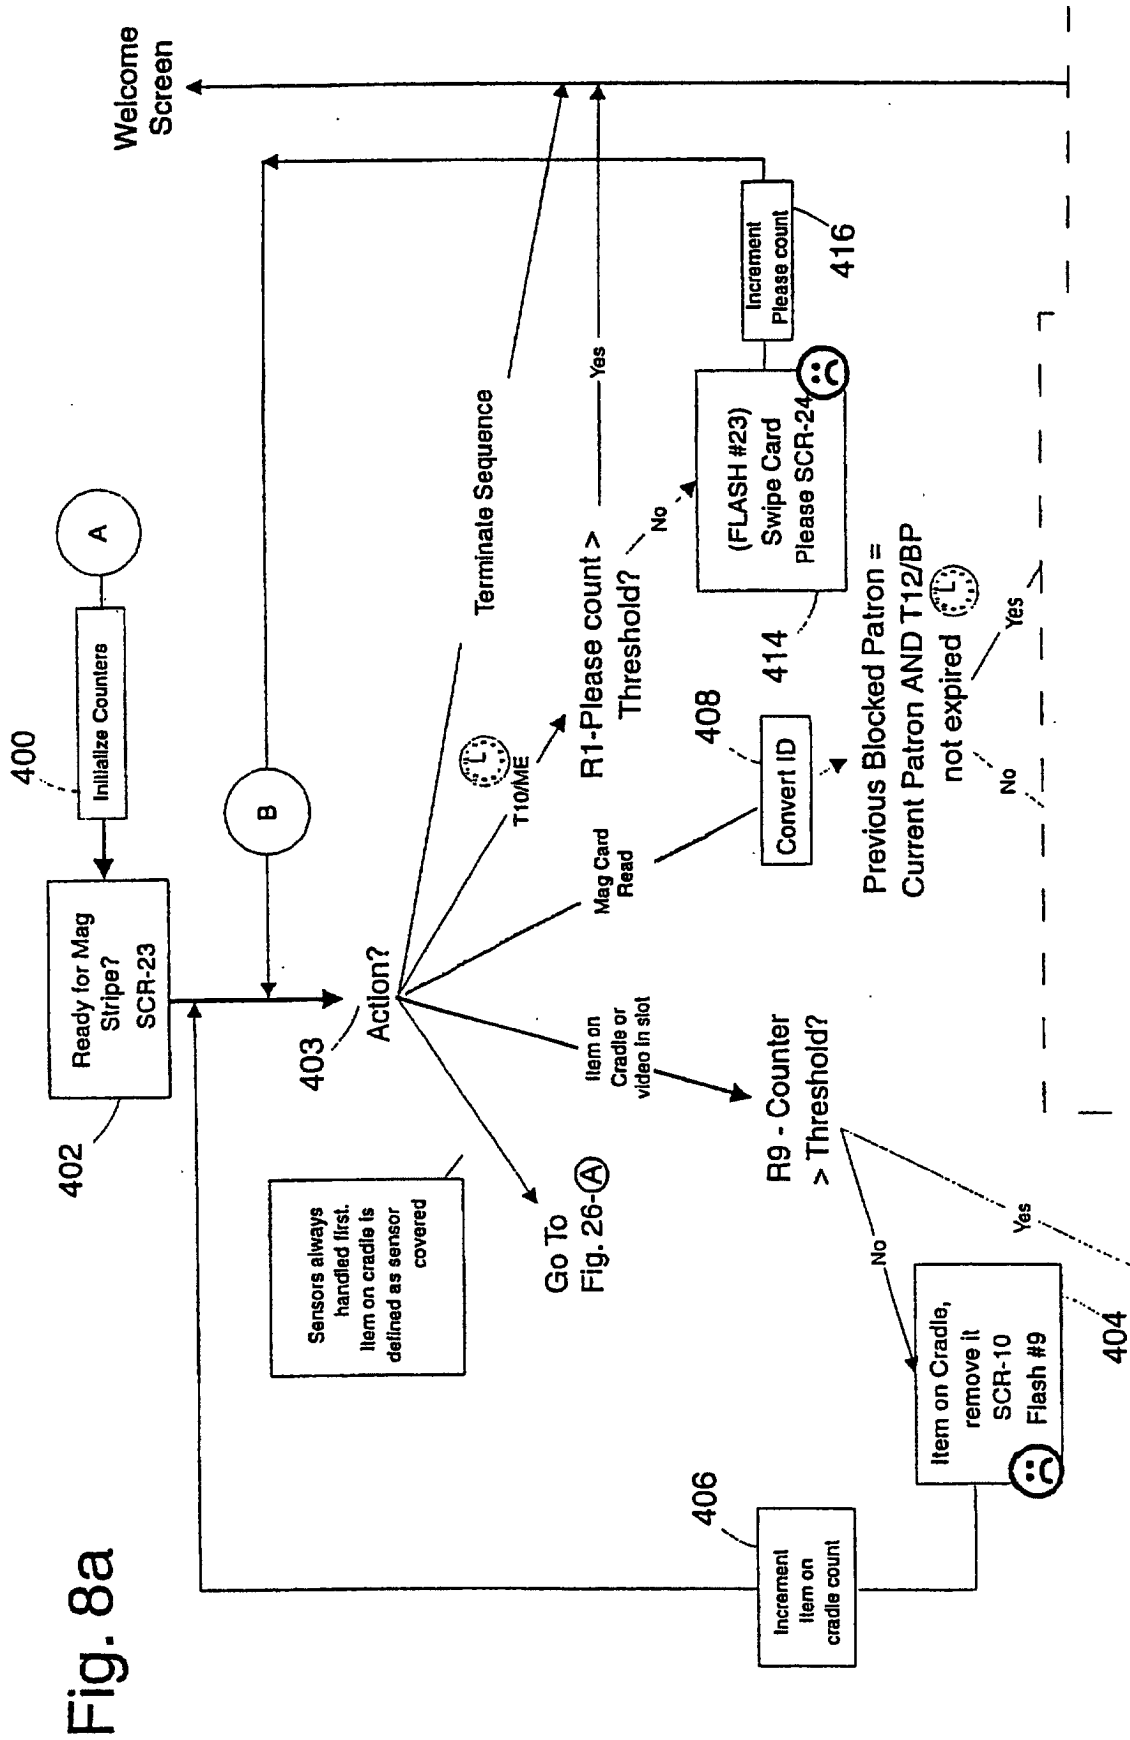 Fig. 8a
400
A
Initialize Counters
402
Ready for Mag
Stripe?
SCR-23
B
Welcome
Screen
403
Action?
Sensors always
handled first.
Item on cradle is
defined as sensor
covered
Go To
Fig. 26-A
Item on
Cradle or
video in slot
Mag Card
Read
L
T10/ME
Terminate Sequence
R1-Please count >
Threshold?
Yes
No
(FLASH #23)
Swipe Card
Please SCR-24
414
Increment
Please count
416
408
Convert ID
Previous Blocked Patron =
Current Patron AND T12/BP
not expired
L
No
Yes
R9 - Counter
> Threshold?
No
Yes
Item on Cradle,
remove it
SCR-10
Flash #9
404
406
Increment
Item on
cradle count